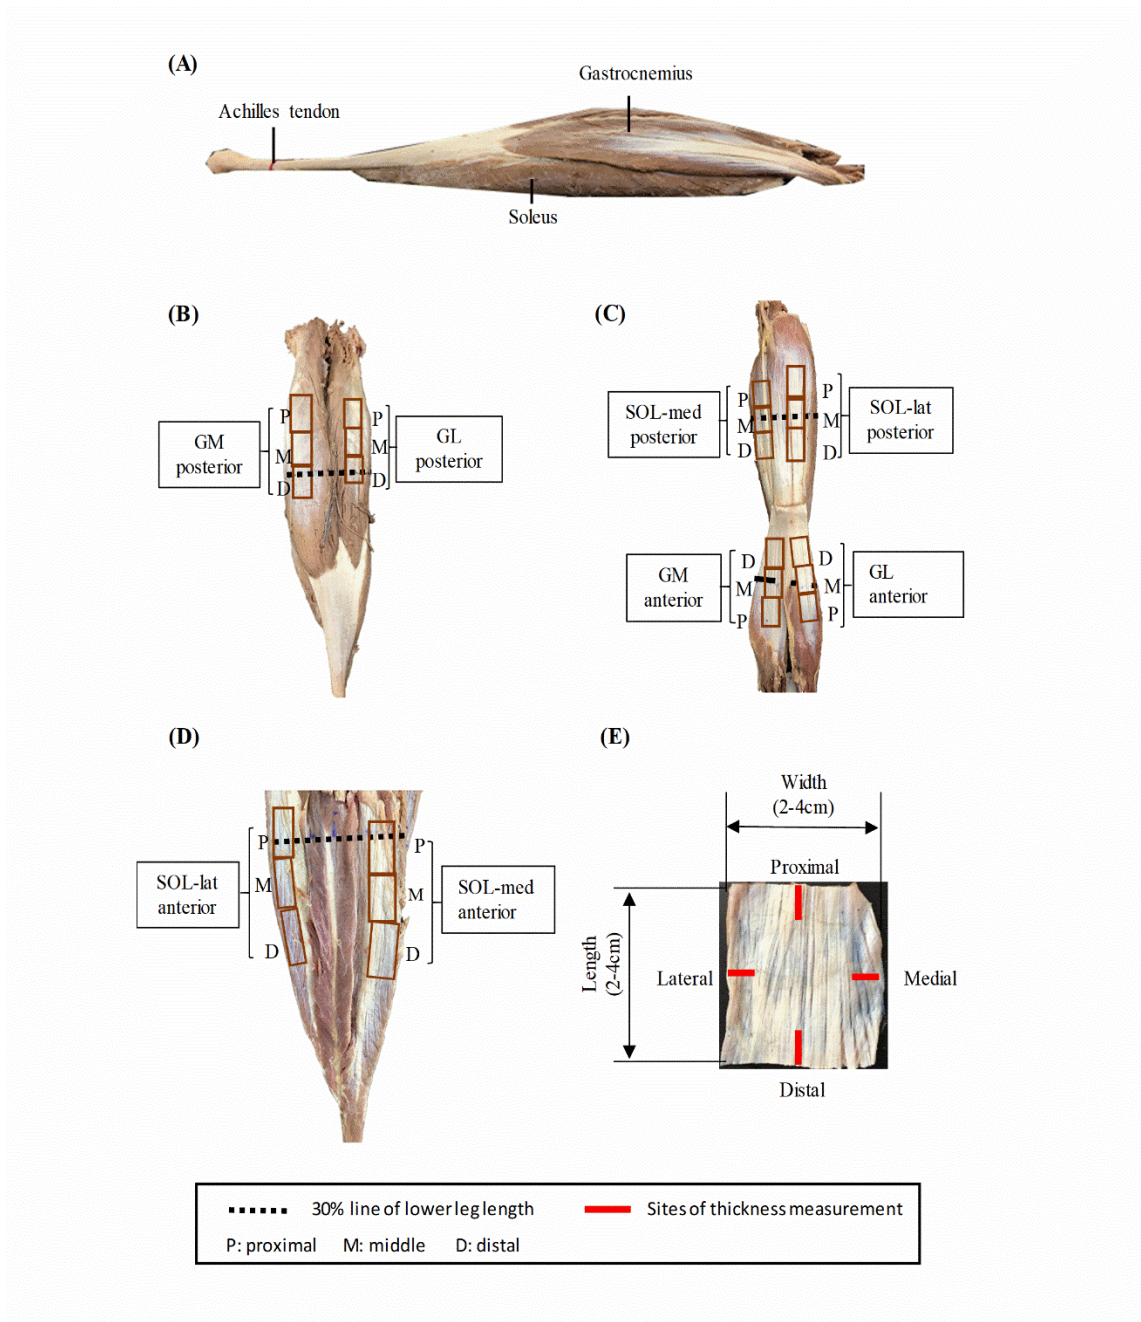 (A)
Gastrocnemius
Achilles tendon
Soleus
(B)
GM
posterior
P
M
D
P
M
D
GL
posterior
(C)
SOL-med
posterior
P
M
D
P
M
D
SOL-lat
posterior
GM
anterior
D
M
P
D
M
P
GL
anterior
(D)
SOL-lat
anterior
P
M
D
P
M
D
SOL-med
anterior
(E)
Width
(2-4cm)
Proximal
Length
(2-4cm)
Lateral
Medial
Distal
30% line of lower leg length
Sites of thickness measurement
P: proximal M: middle D: distal